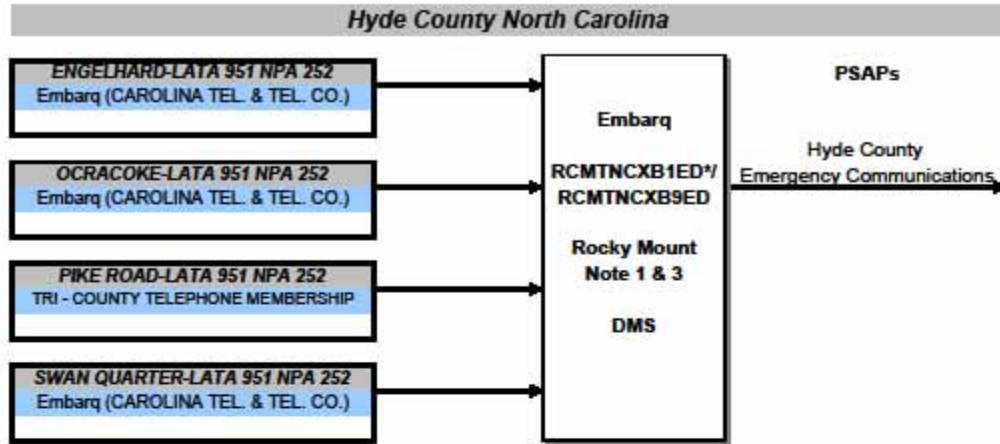 Hyde County North Carolina
ENGELHARD-LATA 951 NPA 252
Embarq (CAROLINA TEL. & TEL. CO.)
OCRACOKE-LATA 951 NPA 252
Embarq (CAROLINA TEL. & TEL. CO.)
PIKE ROAD-LATA 951 NPA 252
TRI - COUNTY TELEPHONE MEMBERSHIP
SWAN QUARTER-LATA 951 NPA 252
Embarq (CAROLINA TEL. & TEL. CO.)
Embarq
RCMTNCXB1ED*/
RCMTNCXB9ED
Rocky Mount
Note 1 & 3
DMS
PSAPs
Hyde County
Emergency Communications